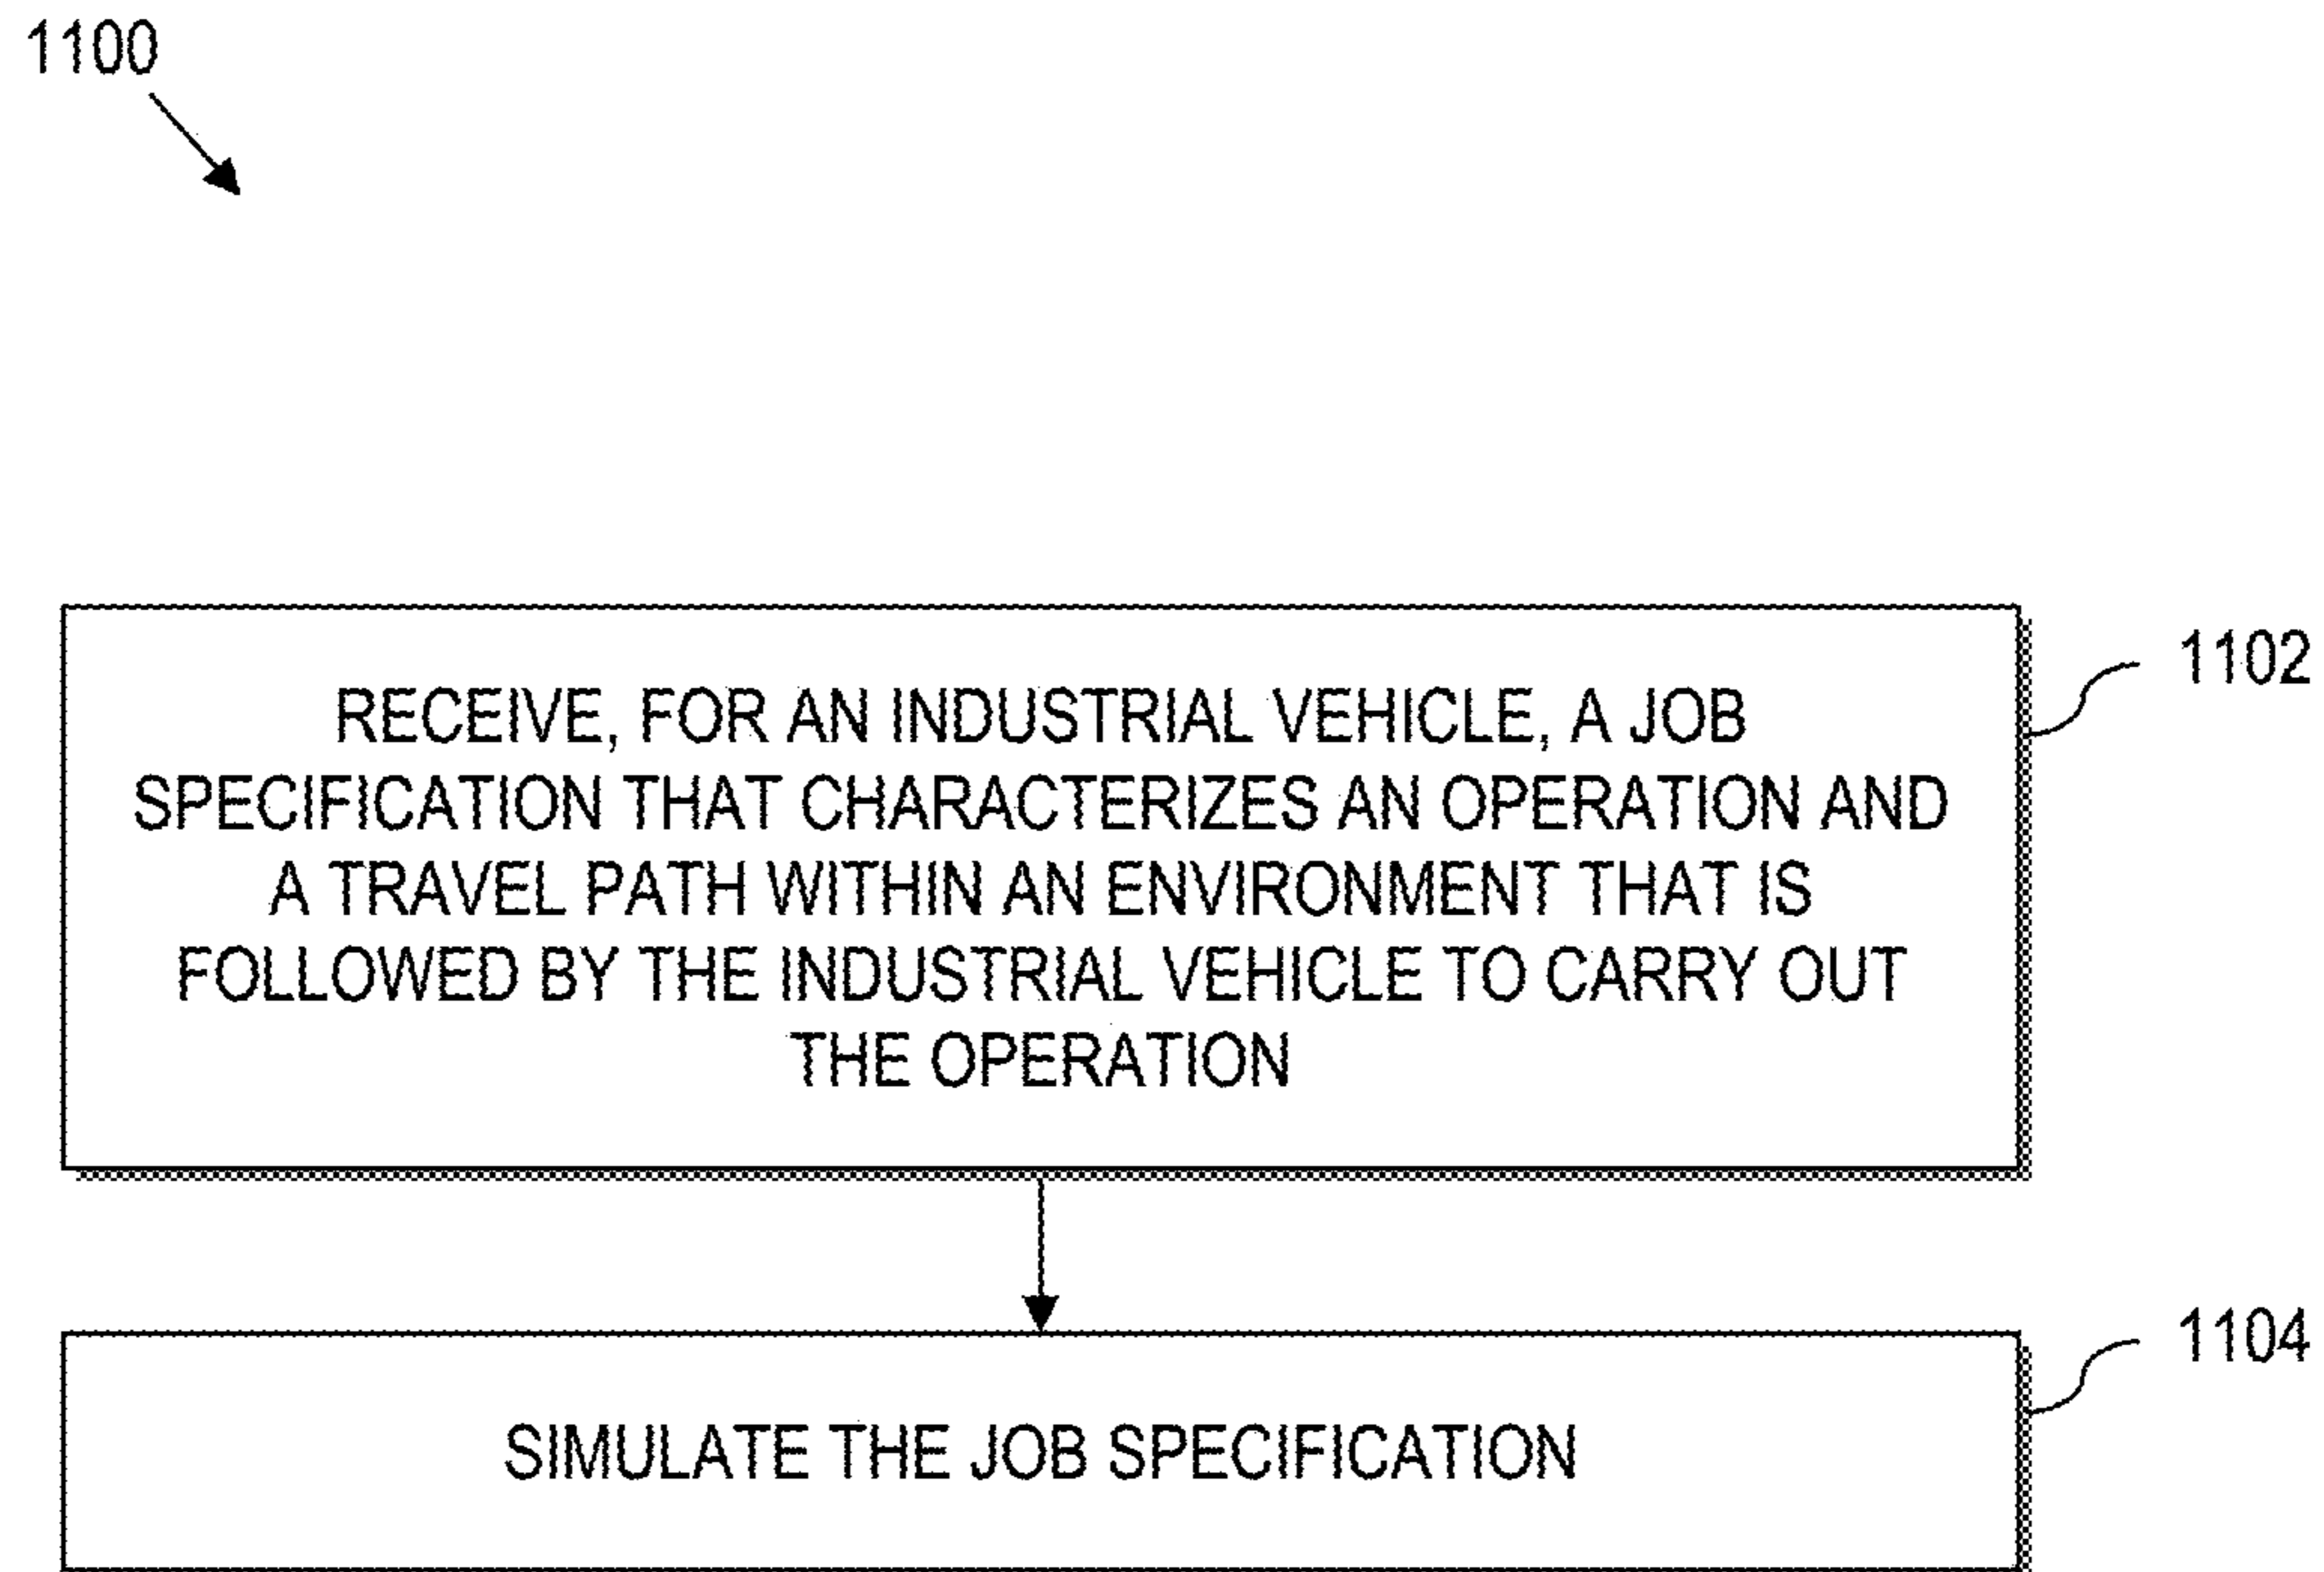 1100
1102
RECEIVE, FOR AN INDUSTRIAL VEHICLE, A JOB
SPECIFICATION THAT CHARACTERIZES AN OPERATION AND
A TRAVEL PATH WITHIN AN ENVIRONMENT THAT IS
FOLLOWED BY THE INDUSTRIAL VEHICLE TO CARRY OUT
THE OPERATION
1104
SIMULATE THE JOB SPECIFICATION